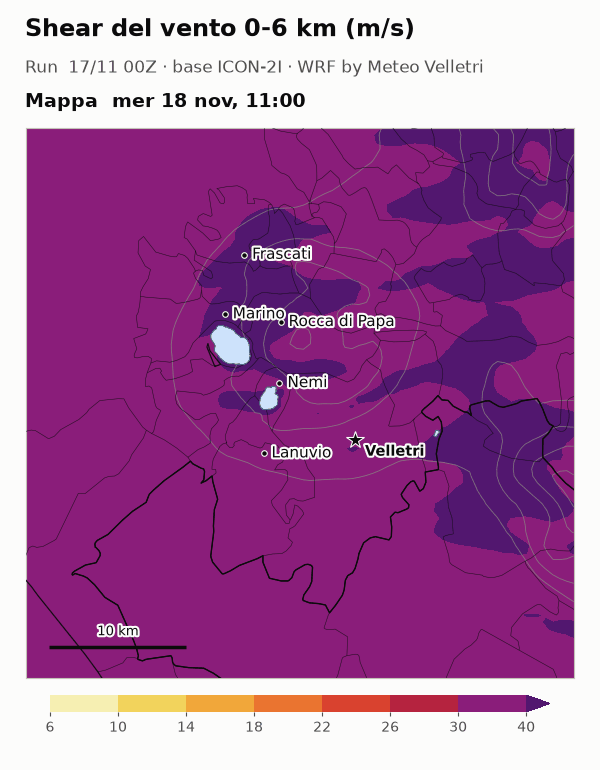 Shear del vento 0-6 km (m/s)
Run  17/11 00Z · base ICON-2I · WRF by Meteo Velletri
Mappa  mer 18 nov, 11:00
Frascati
Marino
Rocca di Papa
Nemi
Velletri
Lanuvio
10 km
6 10 14 18 22 26 30 40